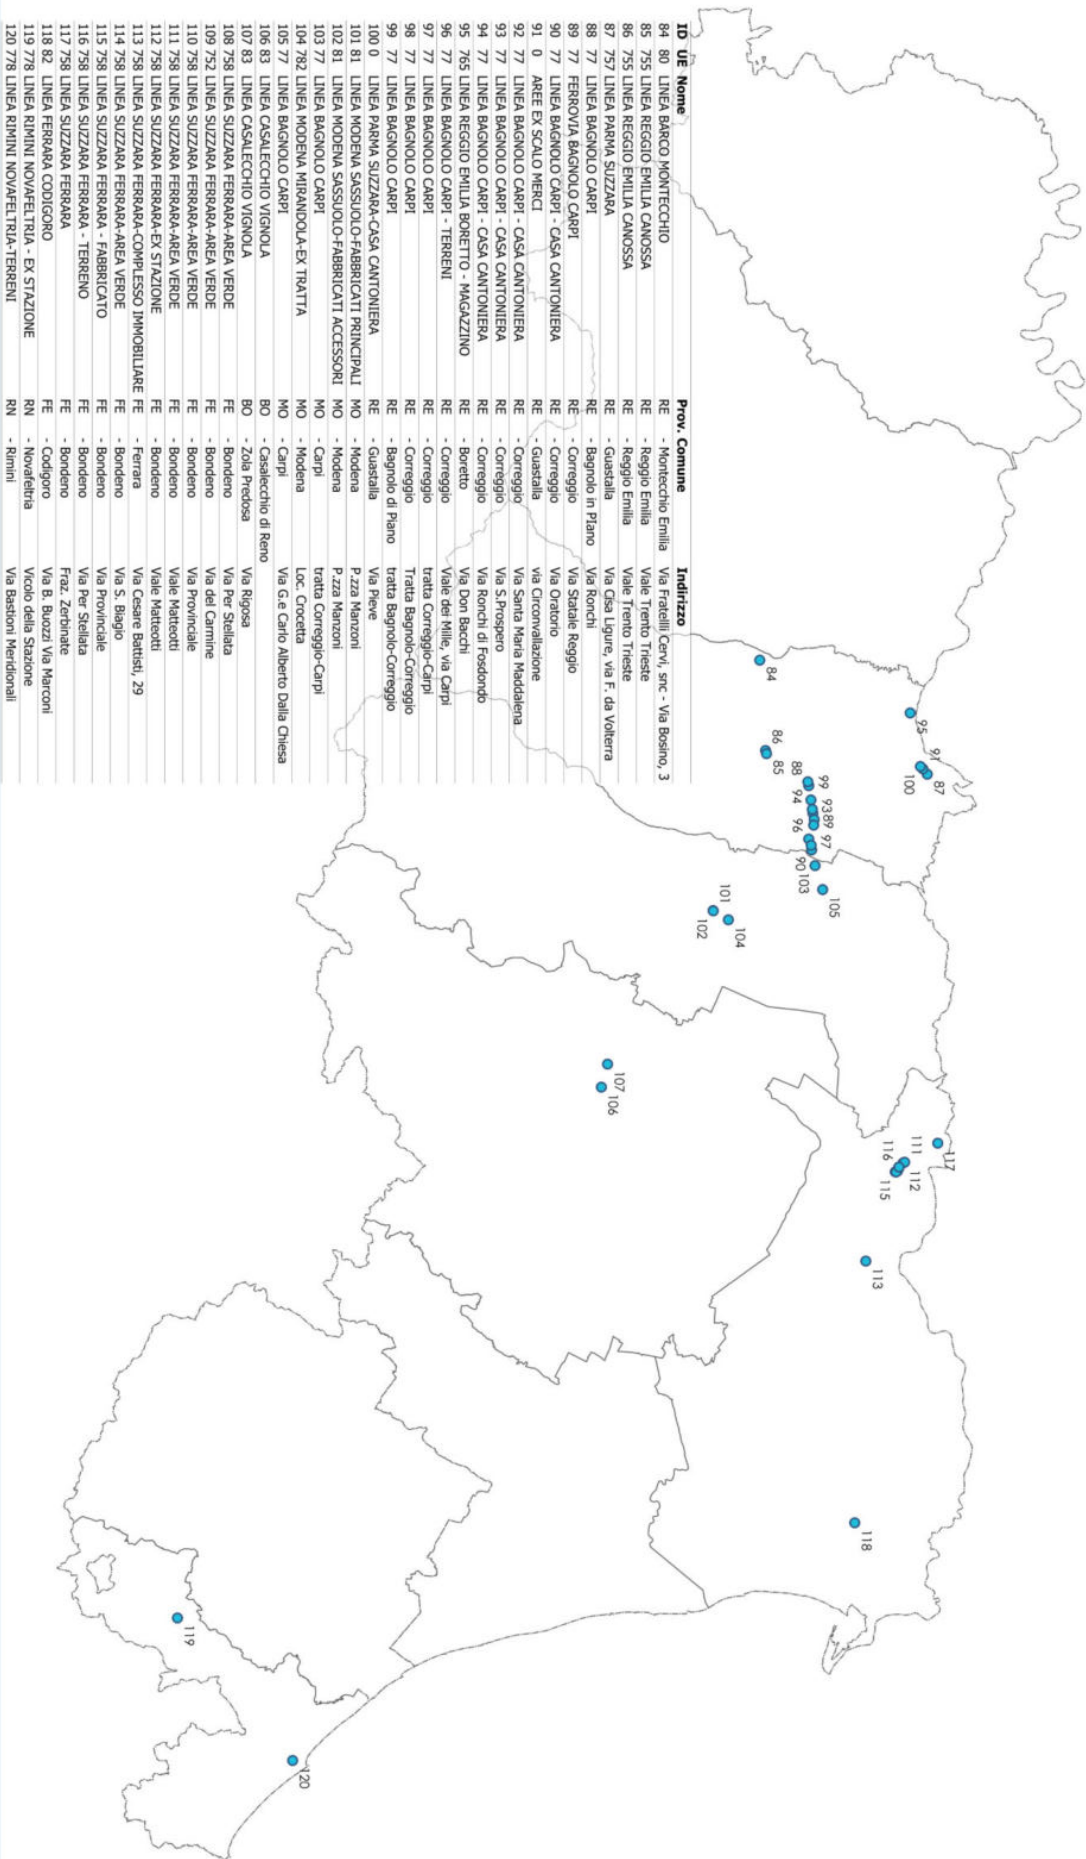 ID UE Nome Prov. Comune Indirizzo
84 80 LINEA BARCO MONTECCHIO RE - Montecchio Emilia Via Fratelli Cervi, snc - Via Bosino, 3
85 755 LINEA REGGIO EMILIA CANOSSA RE - Reggio Emilia Viale Trento Trieste
86 755 LINEA REGGIO EMILIA CANOSSA RE - Reggio Emilia Viale Trento Trieste
87 757 LINEA PARMA SUZZARA RE - Guastalla Via Cisa Ligure, via F. da Volterra
88 77 LINEA BAGNOLO CARPI RE - Bagnolo in PIano Via Ronchi
89 77 FERROVIA BAGNOLO CARPI RE - Correggio Via Statale Reggio
90 77 LINEA BAGNOLO CARPI - CASA CANTONIERA RE - Correggio Via Oratorio
91 0 AREE EX SCALO MERCI RE - Guastalla via Circonvallazione
92 77 LINEA BAGNOLO CARPI - CASA CANTONIERA RE - Correggio Via Santa Maria Maddalena
93 77 LINEA BAGNOLO CARPI - CASA CANTONIERA RE - Correggio Via S.Prospero
94 77 LINEA BAGNOLO CARPI - CASA CANTONIERA RE - Correggio Via Ronchi di Fosdondo
95 765 LINEA REGGIO EMILIA BORETTO - MAGAZZINO RE - Boretto Via Don Bacchi
96 77 LINEA BAGNOLO CARPI - TERRENI RE - Correggio Viale dei Mille, via Carpi
97 77 LINEA BAGNOLO CARPI RE - Correggio tratta Correggio-Carpi
98 77 LINEA BAGNOLO CARPI RE - Correggio Tratta Bagnolo-Correggio
99 77 LINEA BAGNOLO CARPI RE - Bagnolo di Piano tratta Bagnolo-Correggio
100 0 LINEA PARMA SUZZARA-CASA CANTONIERA RE - Guastalla Via Pieve
101 81 LINEA MODENA SASSUOLO-FABBRICATI PRINCIPALI MO - Modena P.zza Manzoni
102 81 LINEA MODENA SASSUOLO-FABBRICATI ACCESSORI MO - Modena P.zza Manzoni
103 77 LINEA BAGNOLO CARPI MO - Carpi tratta Correggio-Carpi
104 782 LINEA MODENA MIRANDOLA-EX TRATTA MO - Modena Loc. Crocetta
105 77 LINEA BAGNOLO CARPI MO - Carpi Via G.e Carlo Alberto Dalla Chiesa
106 83 LINEA CASALECCHIO VIGNOLA BO - Casalecchio di Reno
107 83 LINEA CASALECCHIO VIGNOLA BO - Zola Predosa Via Rigosa
108 758 LINEA SUZZARA FERRARA-AREA VERDE FE - Bondeno Via Per Stellata
109 752 LINEA SUZZARA FERRARA-AREA VERDE FE - Bondeno Via del Carmine
110 758 LINEA SUZZARA FERRARA-AREA VERDE FE - Bondeno Via Provinciale
111 758 LINEA SUZZARA FERRARA-AREA VERDE FE - Bondeno Viale Matteotti
112 758 LINEA SUZZARA FERRARA-EX STAZIONE FE - Bondeno Viale Matteotti
113 758 LINEA SUZZARA FERRARA-COMPLESSO IMMOBILIARE FE - Ferrara Via Cesare Battisti, 29
114 758 LINEA SUZZARA FERRARA-AREA VERDE FE - Bondeno Via S. Biagio
115 758 LINEA SUZZARA FERRARA - FABBRICATO FE - Bondeno Via Provinciale
116 758 LINEA SUZZARA FERRARA - TERRENO FE - Bondeno Via Per Stellata
117 758 LINEA SUZZARA FERRARA FE - Bondeno Fraz. Zerbinate
118 82 LINEA FERRARA CODIGORO FE - Codigoro Via B. Buozzi Via Marconi
119 778 LINEA RIMINI NOVAFELTRIA - EX STAZIONE RN - Novafeltria Vicolo della Stazione
120 778 LINEA RIMINI NOVAFELTRIA-TERRENI RN - Rimini Via Bastioni Meridionali
84
95
91
87
100
86
85
88
99
94
93
89
96
97
90
103
105
101
102
104
107
106
117
111
112
116
115
113
118
119
120